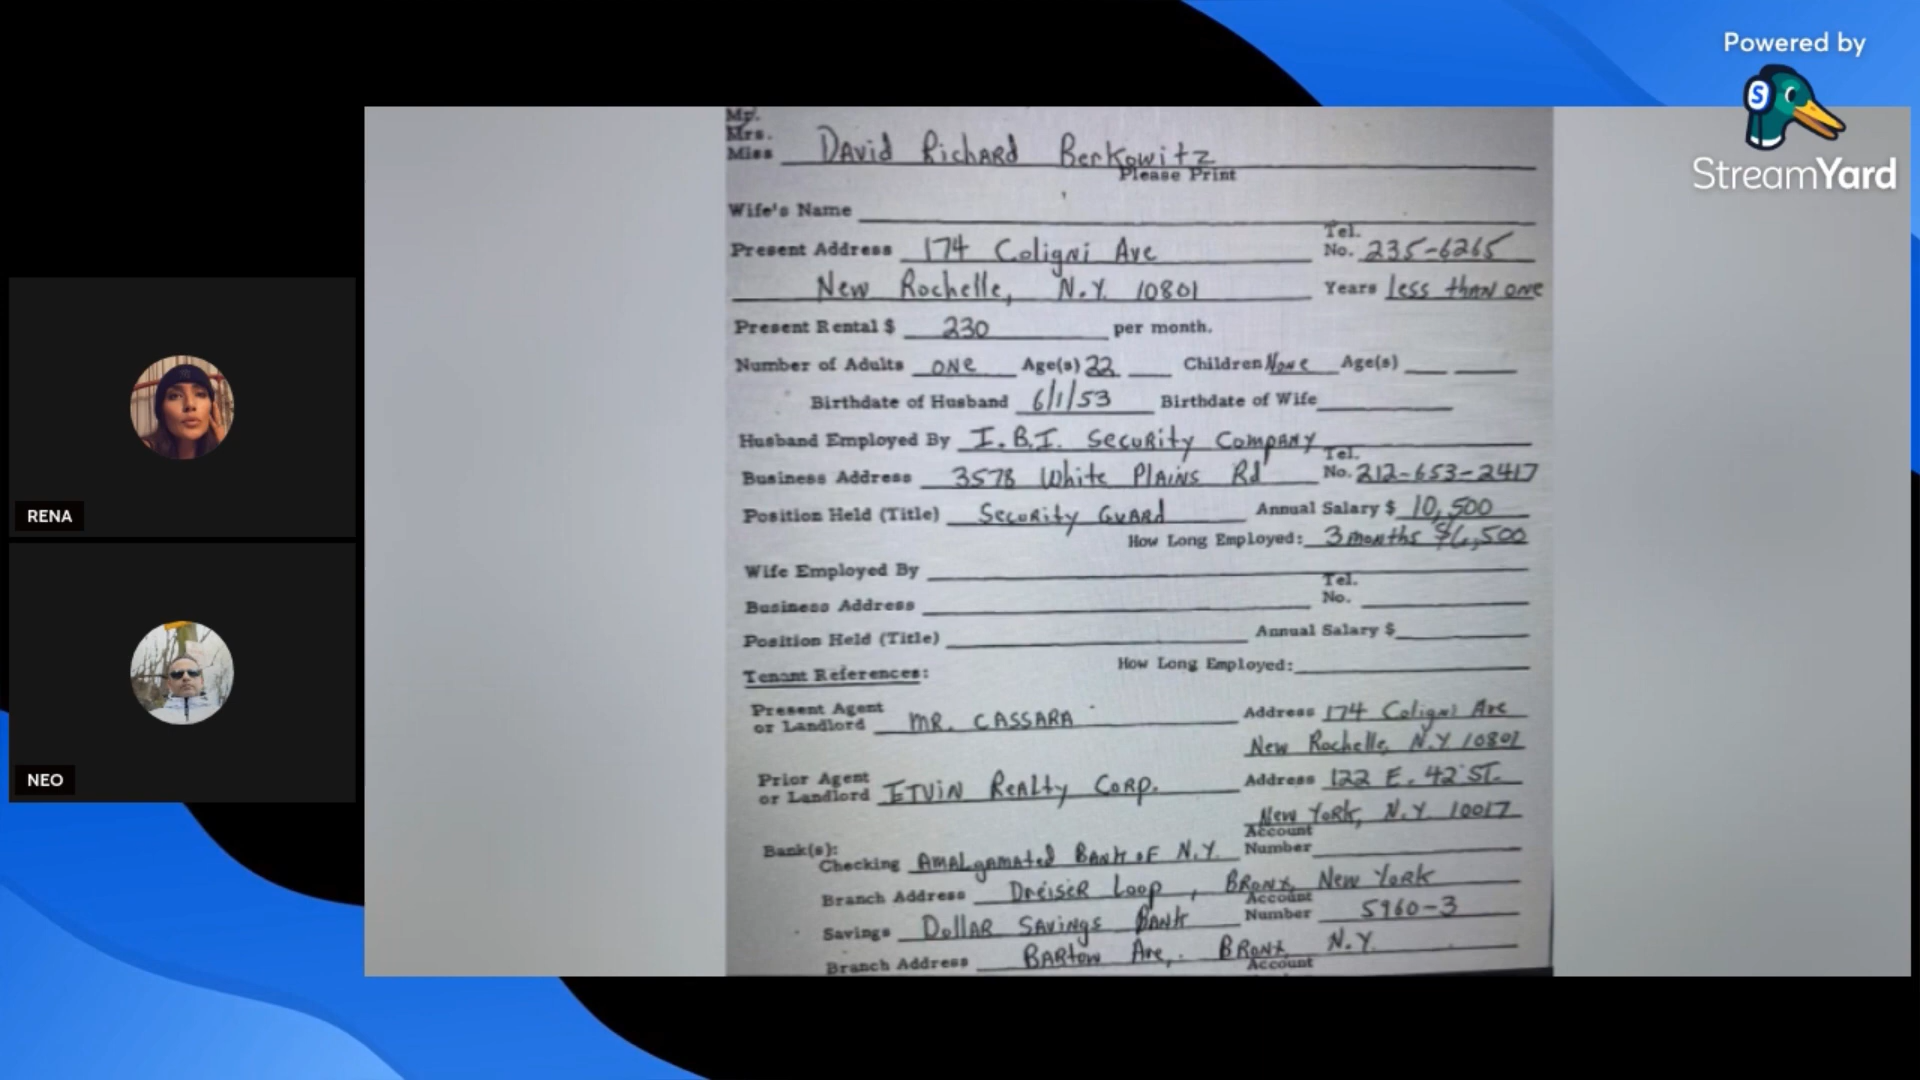 Powered by
StreamYard
Mr.
Mrs.
Miss David Richard Berkowitz
Please Print
Wife's Name
Present Address 174 Coligni Ave Tel. No. 235-6265
New Rochelle, N.Y. 10801 Years less than one
Present Rental $ 230 per month.
Number of Adults one Age(s) 22 Children None Age(s)
Birthdate of Husband 6/1/53 Birthdate of Wife
Husband Employed By I.B.I. Security Company
Business Address 3578 White Plains Rd Tel. No. 212-653-2417
Position Held (Title) Security Guard Annual Salary $ 10,500
How Long Employed: 3 months $6,500
Wife Employed By
Business Address Tel. No.
Position Held (Title) Annual Salary $
How Long Employed:
Tenant References:
Present Agent or Landlord MR. CASSARA Address 174 Coligni Ave
New Rochelle, N.Y 10801
Prior Agent or Landlord Realty Corp. Address 122 E. 42 ST.
New York, N.Y. 10017
Bank(s):
Checking Amalgamated Bank of N.Y. Account Number
Branch Address Dreiser Loop, Bronx, New York
Savings Dollar Savings Bank Account Number 5960-3
Branch Address Bartow Ave,. Bronx, N.Y.
Account
RENA
NEO